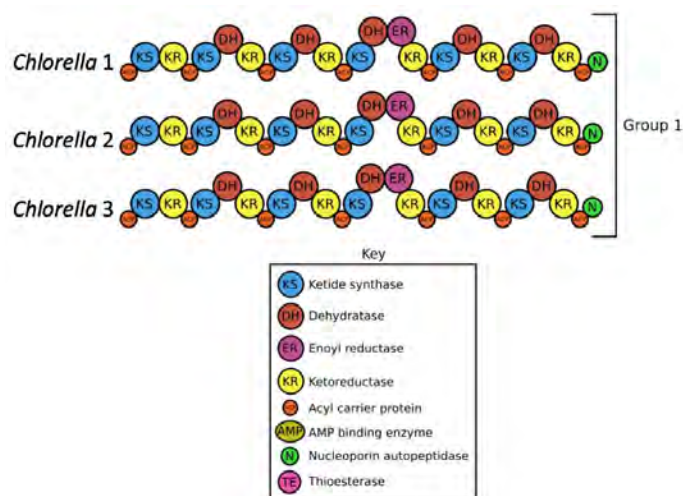 DH DH DH ER DH DH
Chlorella 1 KS KR KS KR KS KR KS KR KS KR KS KR N
DH DH DH ER DH DH
Chlorella 2 KS KR KS KR KS KR KS KR KS KR KS KR N
Group 1
DH DH DH ER DH DH
Chlorella 3 KS KR KS KR KS KR KS KR KS KR KS KR N
Key
KS Ketide synthase
DH Dehydratase
ER Enoyl reductase
KR Ketoreductase
Acyl carrier protein
AMP AMP binding enzyme
N Nucleoporin autopeptidase
TE Thioesterase